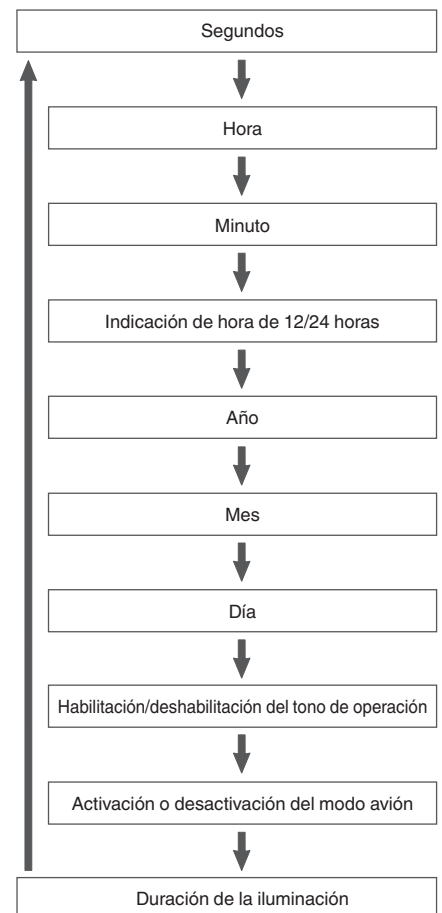 Segundos
Hora
Minuto
Indicación de hora de 12/24 horas
Año
Mes
Día
Habilitación/deshabilitación del tono de operación
Activación o desactivación del modo avión
Duración de la iluminación